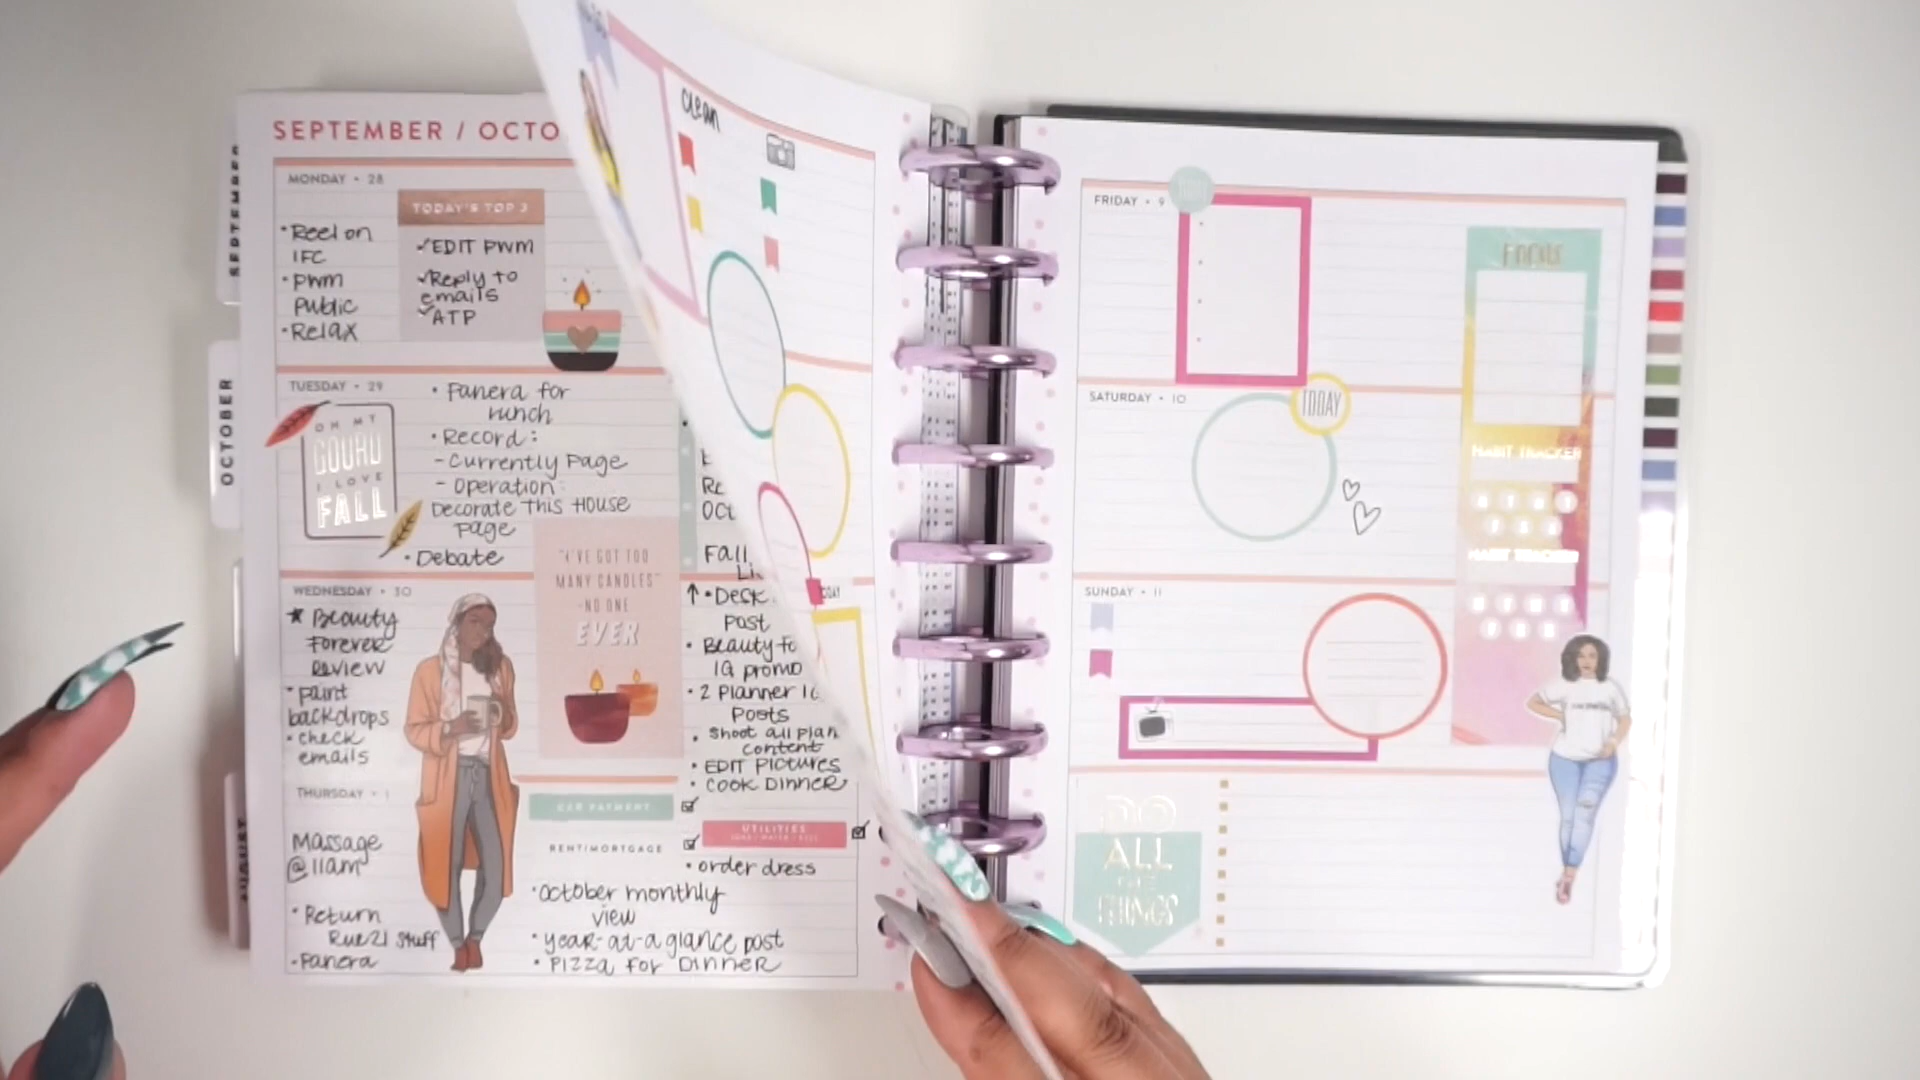 SEPTEMBER / OCTO
SEPTEMBER
OCTOBER
AUGUST
MONDAY • 28
• Reel on
IFC
• PWM
Public
• Relax
TODAY'S TOP 3
✓EDIT PWM
✓Reply to
emails
✓ATP
TUESDAY • 29
OH MY
GOURD
I LOVE
FALL
• Panera for
lunch
• Record:
- Currently Page
- Operation:
Decorate This House
Page
• Debate
Fall
WEDNESDAY • 30
★ Beauty
Forever
Review
• paint
backdrops
• check
emails
"I'VE GOT TOO
MANY CANDLES"
-NO ONE
EVER
↑ • Desk
Post
• Beauty
IG promo
• 2 Planner IG
Posts
• Shoot all plan
content
• EDIT Pictures
• COOK DINNER
THURSDAY • 1
Massage
@ 11am
• Return
Rue21 Stuff
• Panera
CAR PAYMENT
UTILITIES
RENT/MORTGAGE
• order dress
• October monthly
view
• year-at-a glance post
• PIZZA FOR DINNER
Clean
FRIDAY • 9
SATURDAY • 10
TODAY
SUNDAY • 11
FOCUS
HABIT TRACKER
M T W T
F S S
HABIT TRACKER
M T W T
F S S
DO
ALL
THE
THINGS